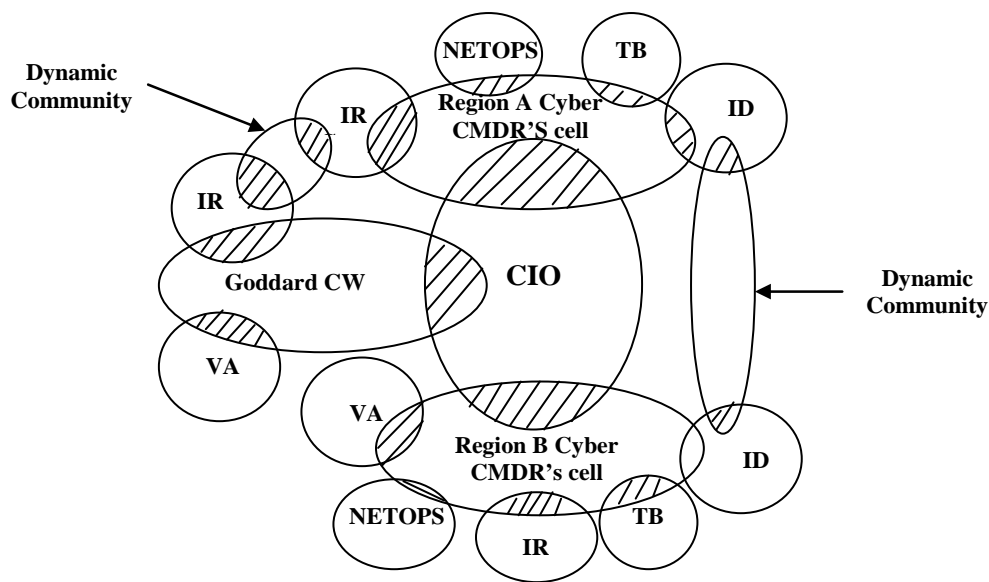 NETOPS
TB
Dynamic
Community
IR
Region A Cyber
CMDR'S cell
ID
IR
Goddard CW
CIO
Dynamic
Community
VA
VA
Region B Cyber
CMDR's cell
ID
NETOPS
IR
TB